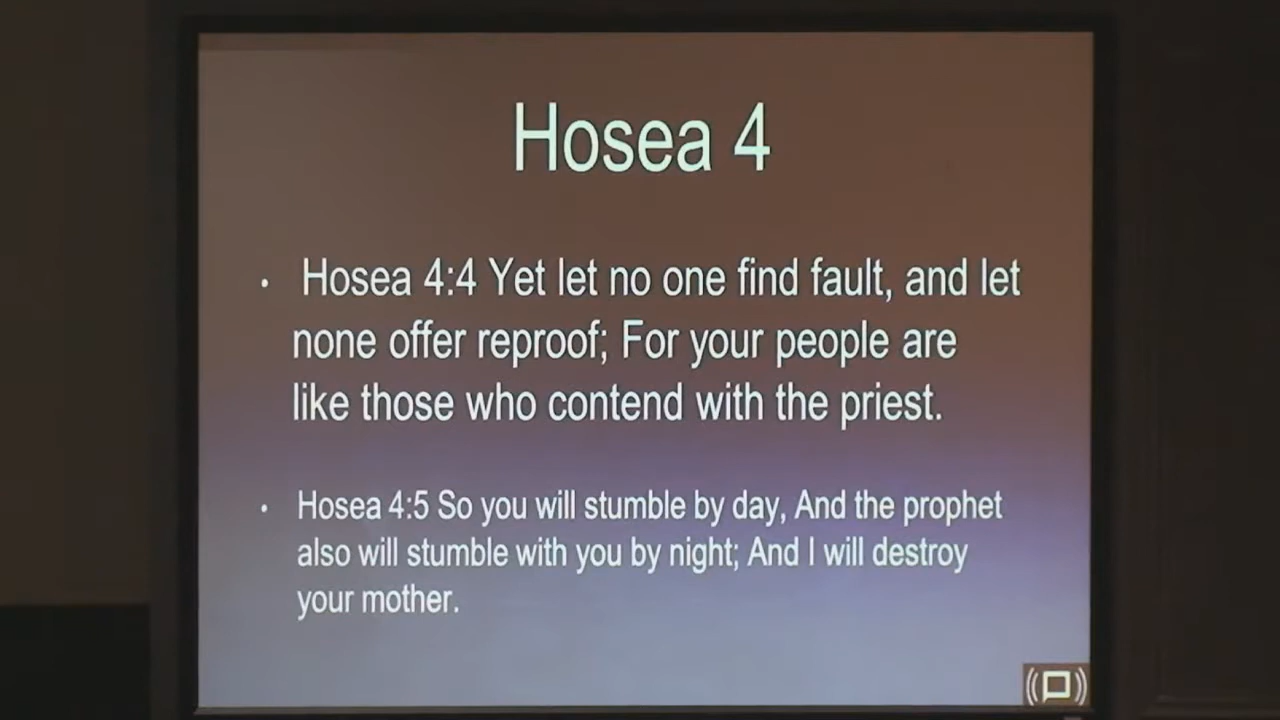 Hosea 4
• Hosea 4:4 Yet let no one find fault, and let
none offer reproof; For your people are
like those who contend with the priest.
• Hosea 4:5 So you will stumble by day, And the prophet
also will stumble with you by night; And I will destroy
your mother.